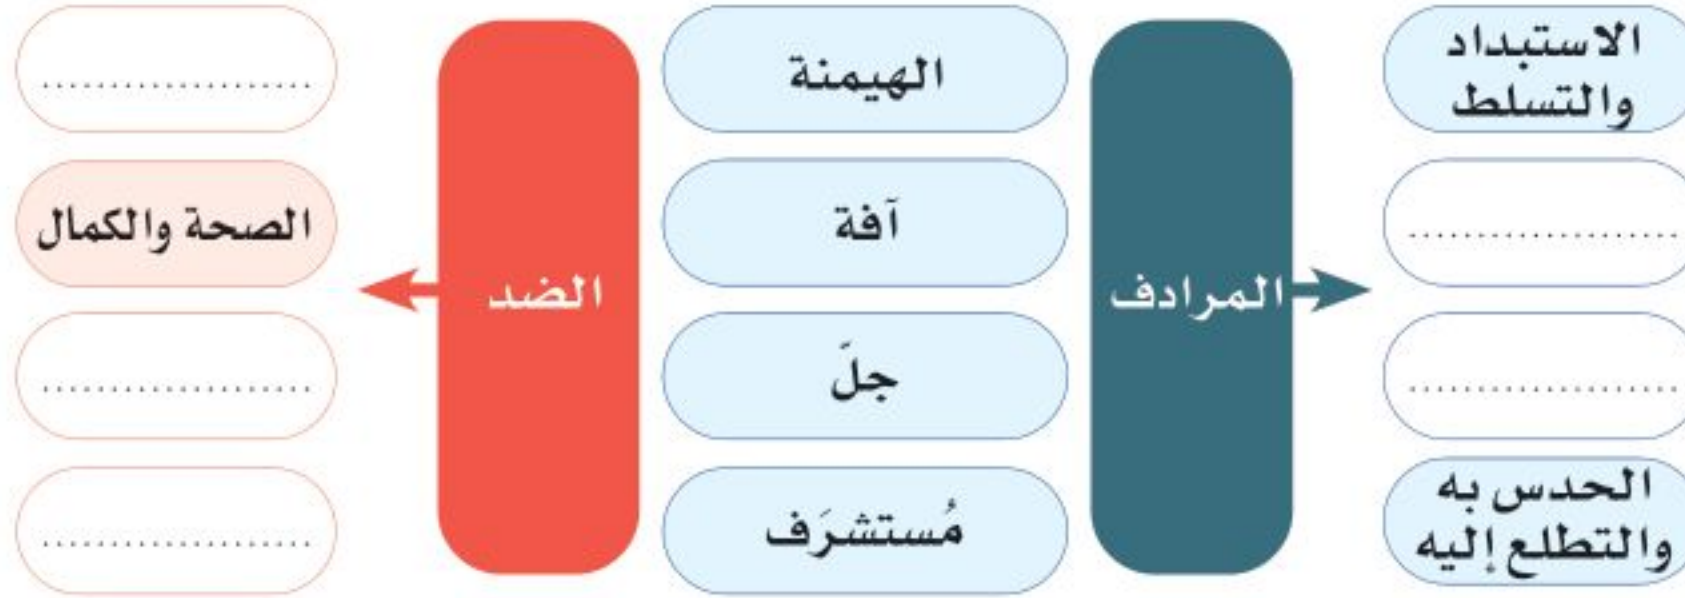 الاستبداد
والتسلط
الهيمنة
....................
....................
آفة
الصحة والكمال
المرادف
الضد
....................
جلّ
....................
الحدس به
والتطلع إليه
مُستشرَف
....................